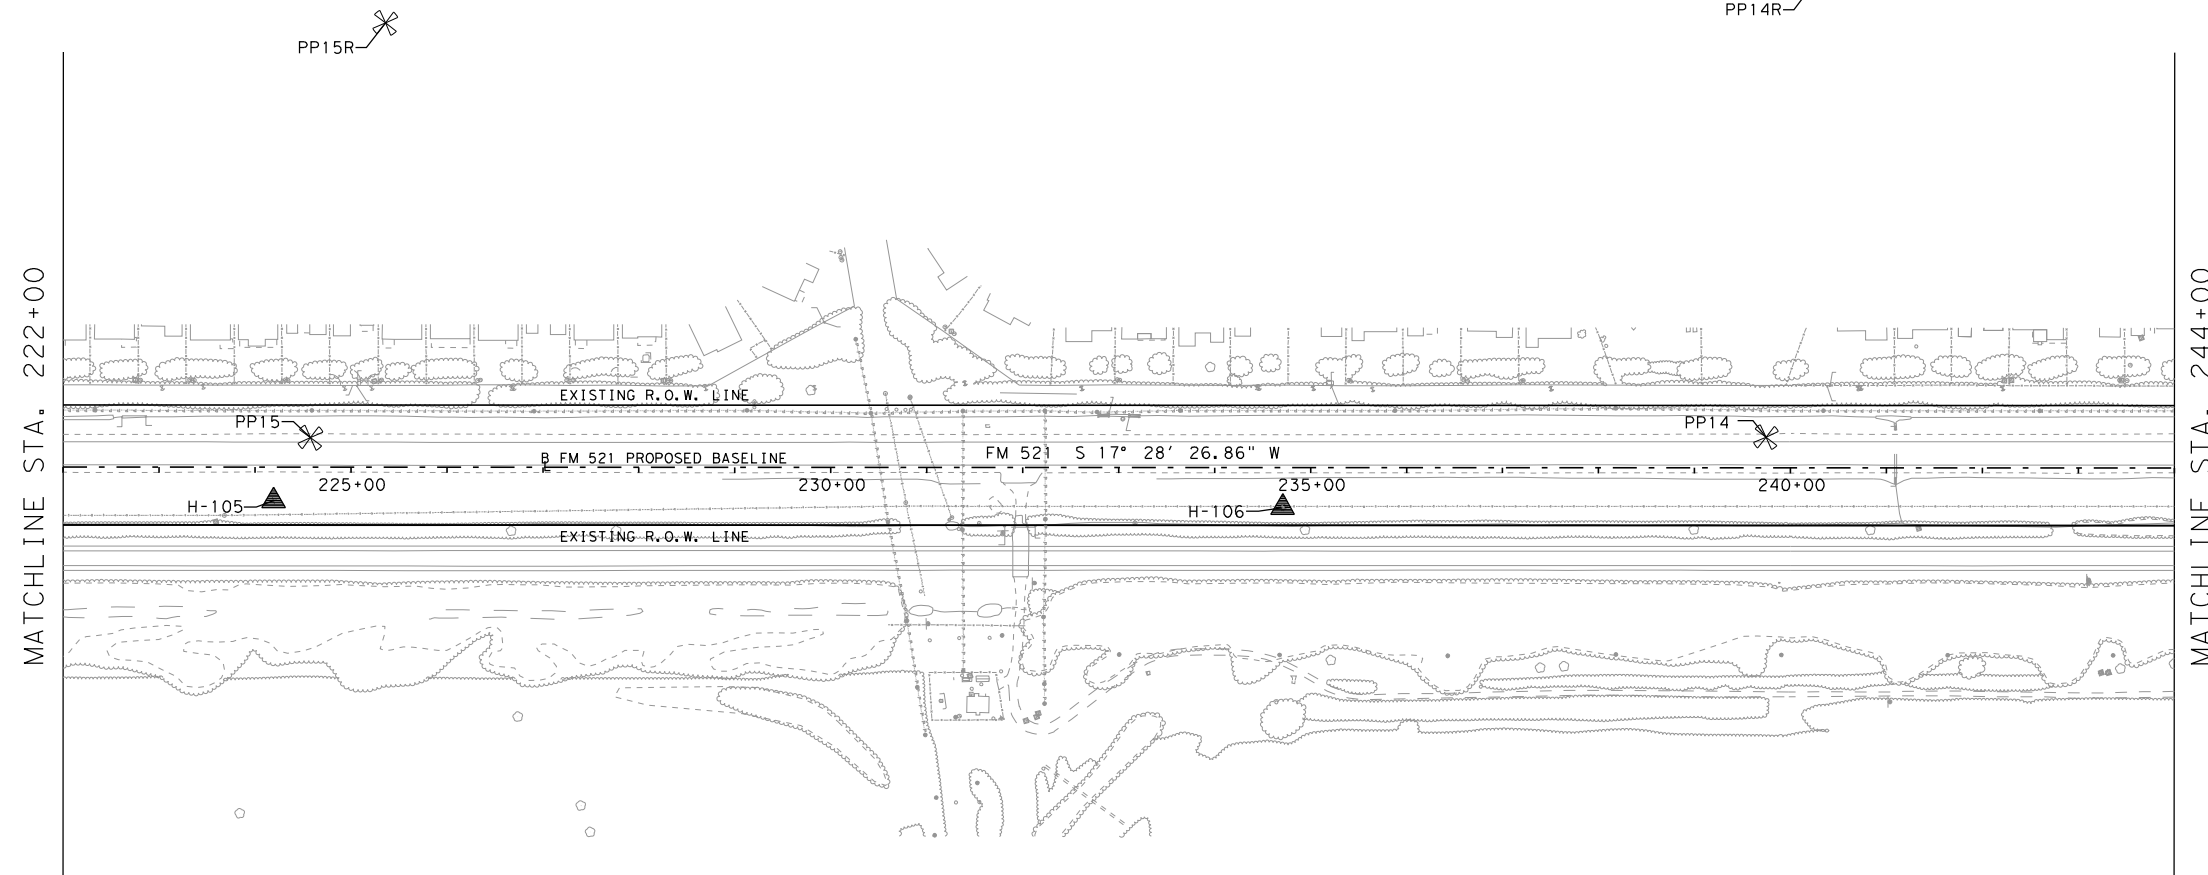 PP14R
PP15R
MATCHLINE STA. 222+00
MATCHLINE STA. 244+00
EXISTING R.O.W. LINE
PP15
PP14
B FM 521 PROPOSED BASELINE
L
FM 521 S 17° 28' 26.86" W
225+00
230+00
235+00
240+00
H-105
H-106
EXISTING R.O.W. LINE